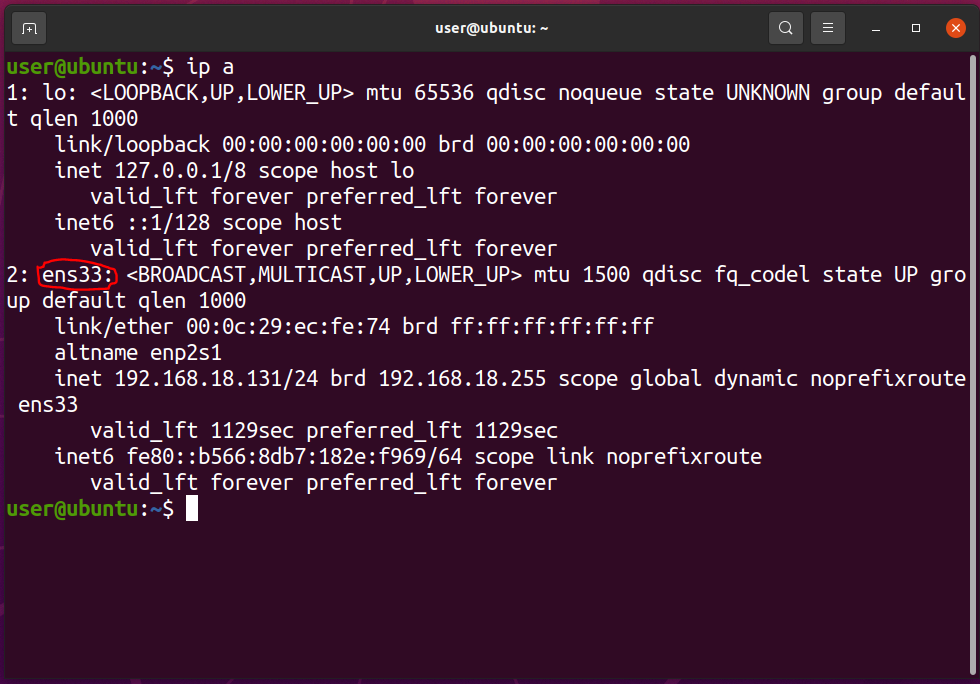 user@ubuntu: ~
user@ubuntu:~$ ip a
1: lo: <LOOPBACK,UP,LOWER_UP> mtu 65536 qdisc noqueue state UNKNOWN group defaul
t qlen 1000
    link/loopback 00:00:00:00:00:00 brd 00:00:00:00:00:00
    inet 127.0.0.1/8 scope host lo
       valid_lft forever preferred_lft forever
    inet6 ::1/128 scope host
       valid_lft forever preferred_lft forever
2: ens33: <BROADCAST,MULTICAST,UP,LOWER_UP> mtu 1500 qdisc fq_codel state UP gro
up default qlen 1000
    link/ether 00:0c:29:ec:fe:74 brd ff:ff:ff:ff:ff:ff
    altname enp2s1
    inet 192.168.18.131/24 brd 192.168.18.255 scope global dynamic noprefixroute
 ens33
       valid_lft 1129sec preferred_lft 1129sec
    inet6 fe80::b566:8db7:182e:f969/64 scope link noprefixroute
       valid_lft forever preferred_lft forever
user@ubuntu:~$